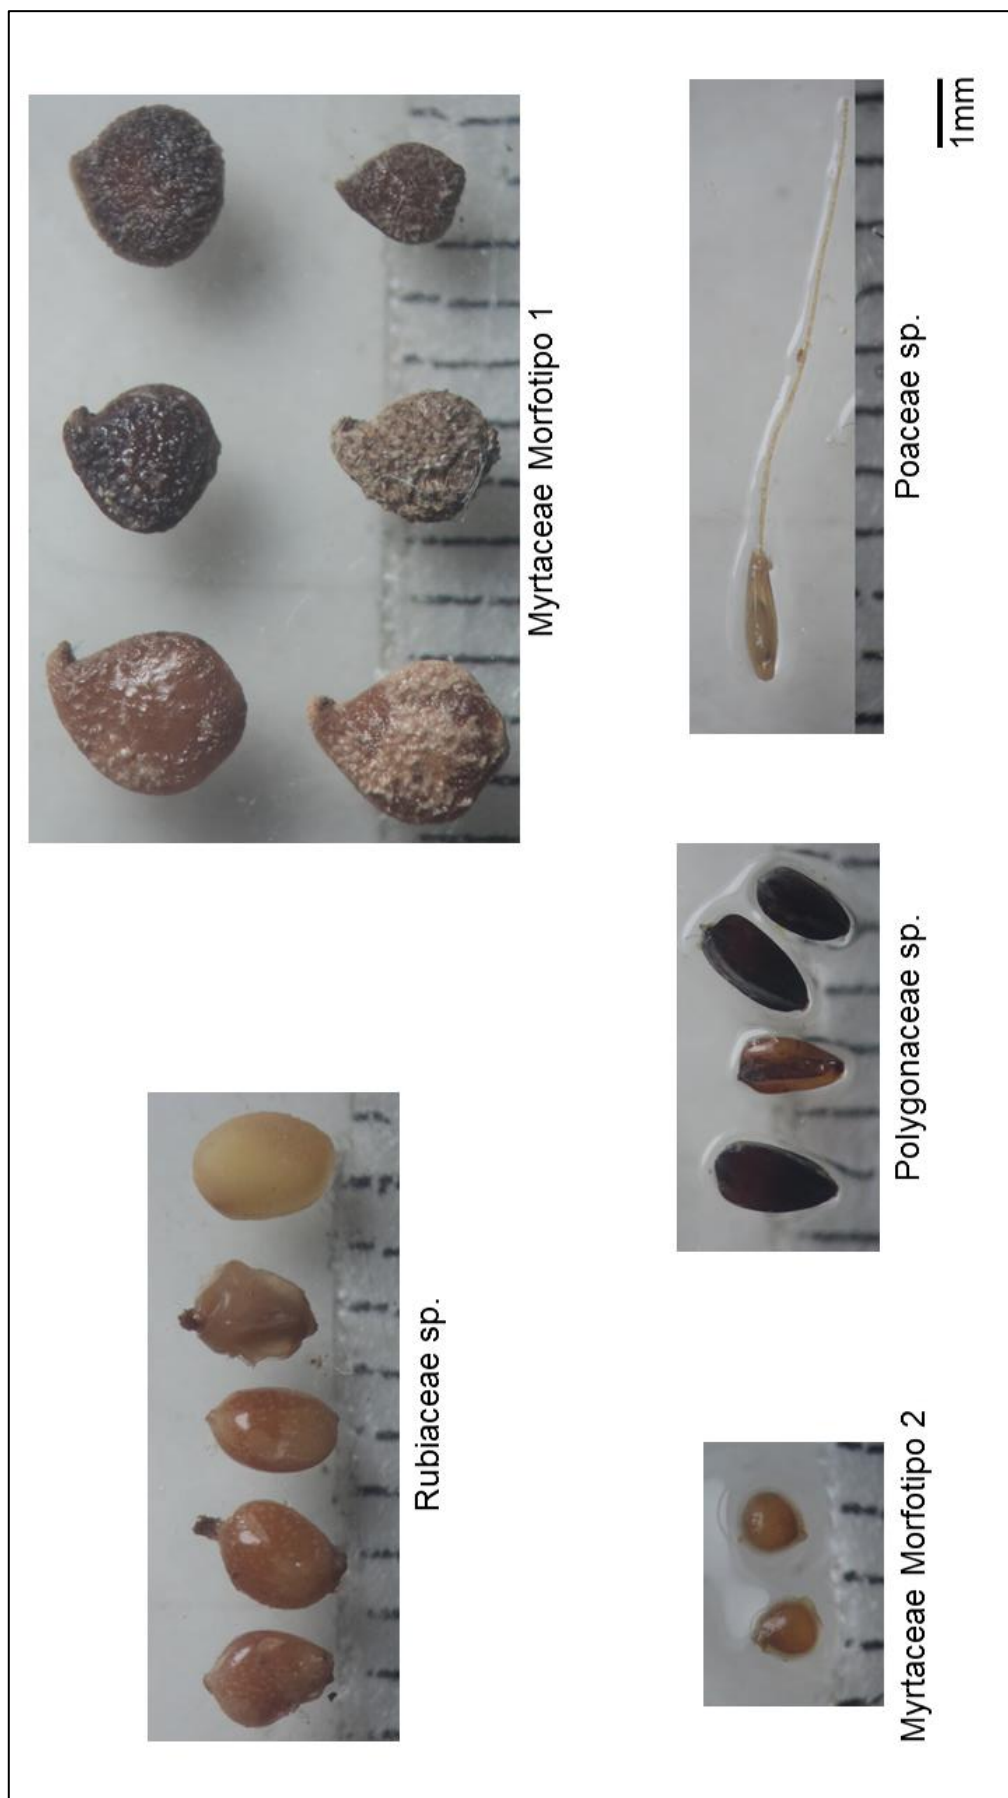 Rubiaceae sp.
Myrtaceae Morfotipo 1
Myrtaceae Morfotipo 2
Polygonaceae sp.
Poaceae sp.
1mm